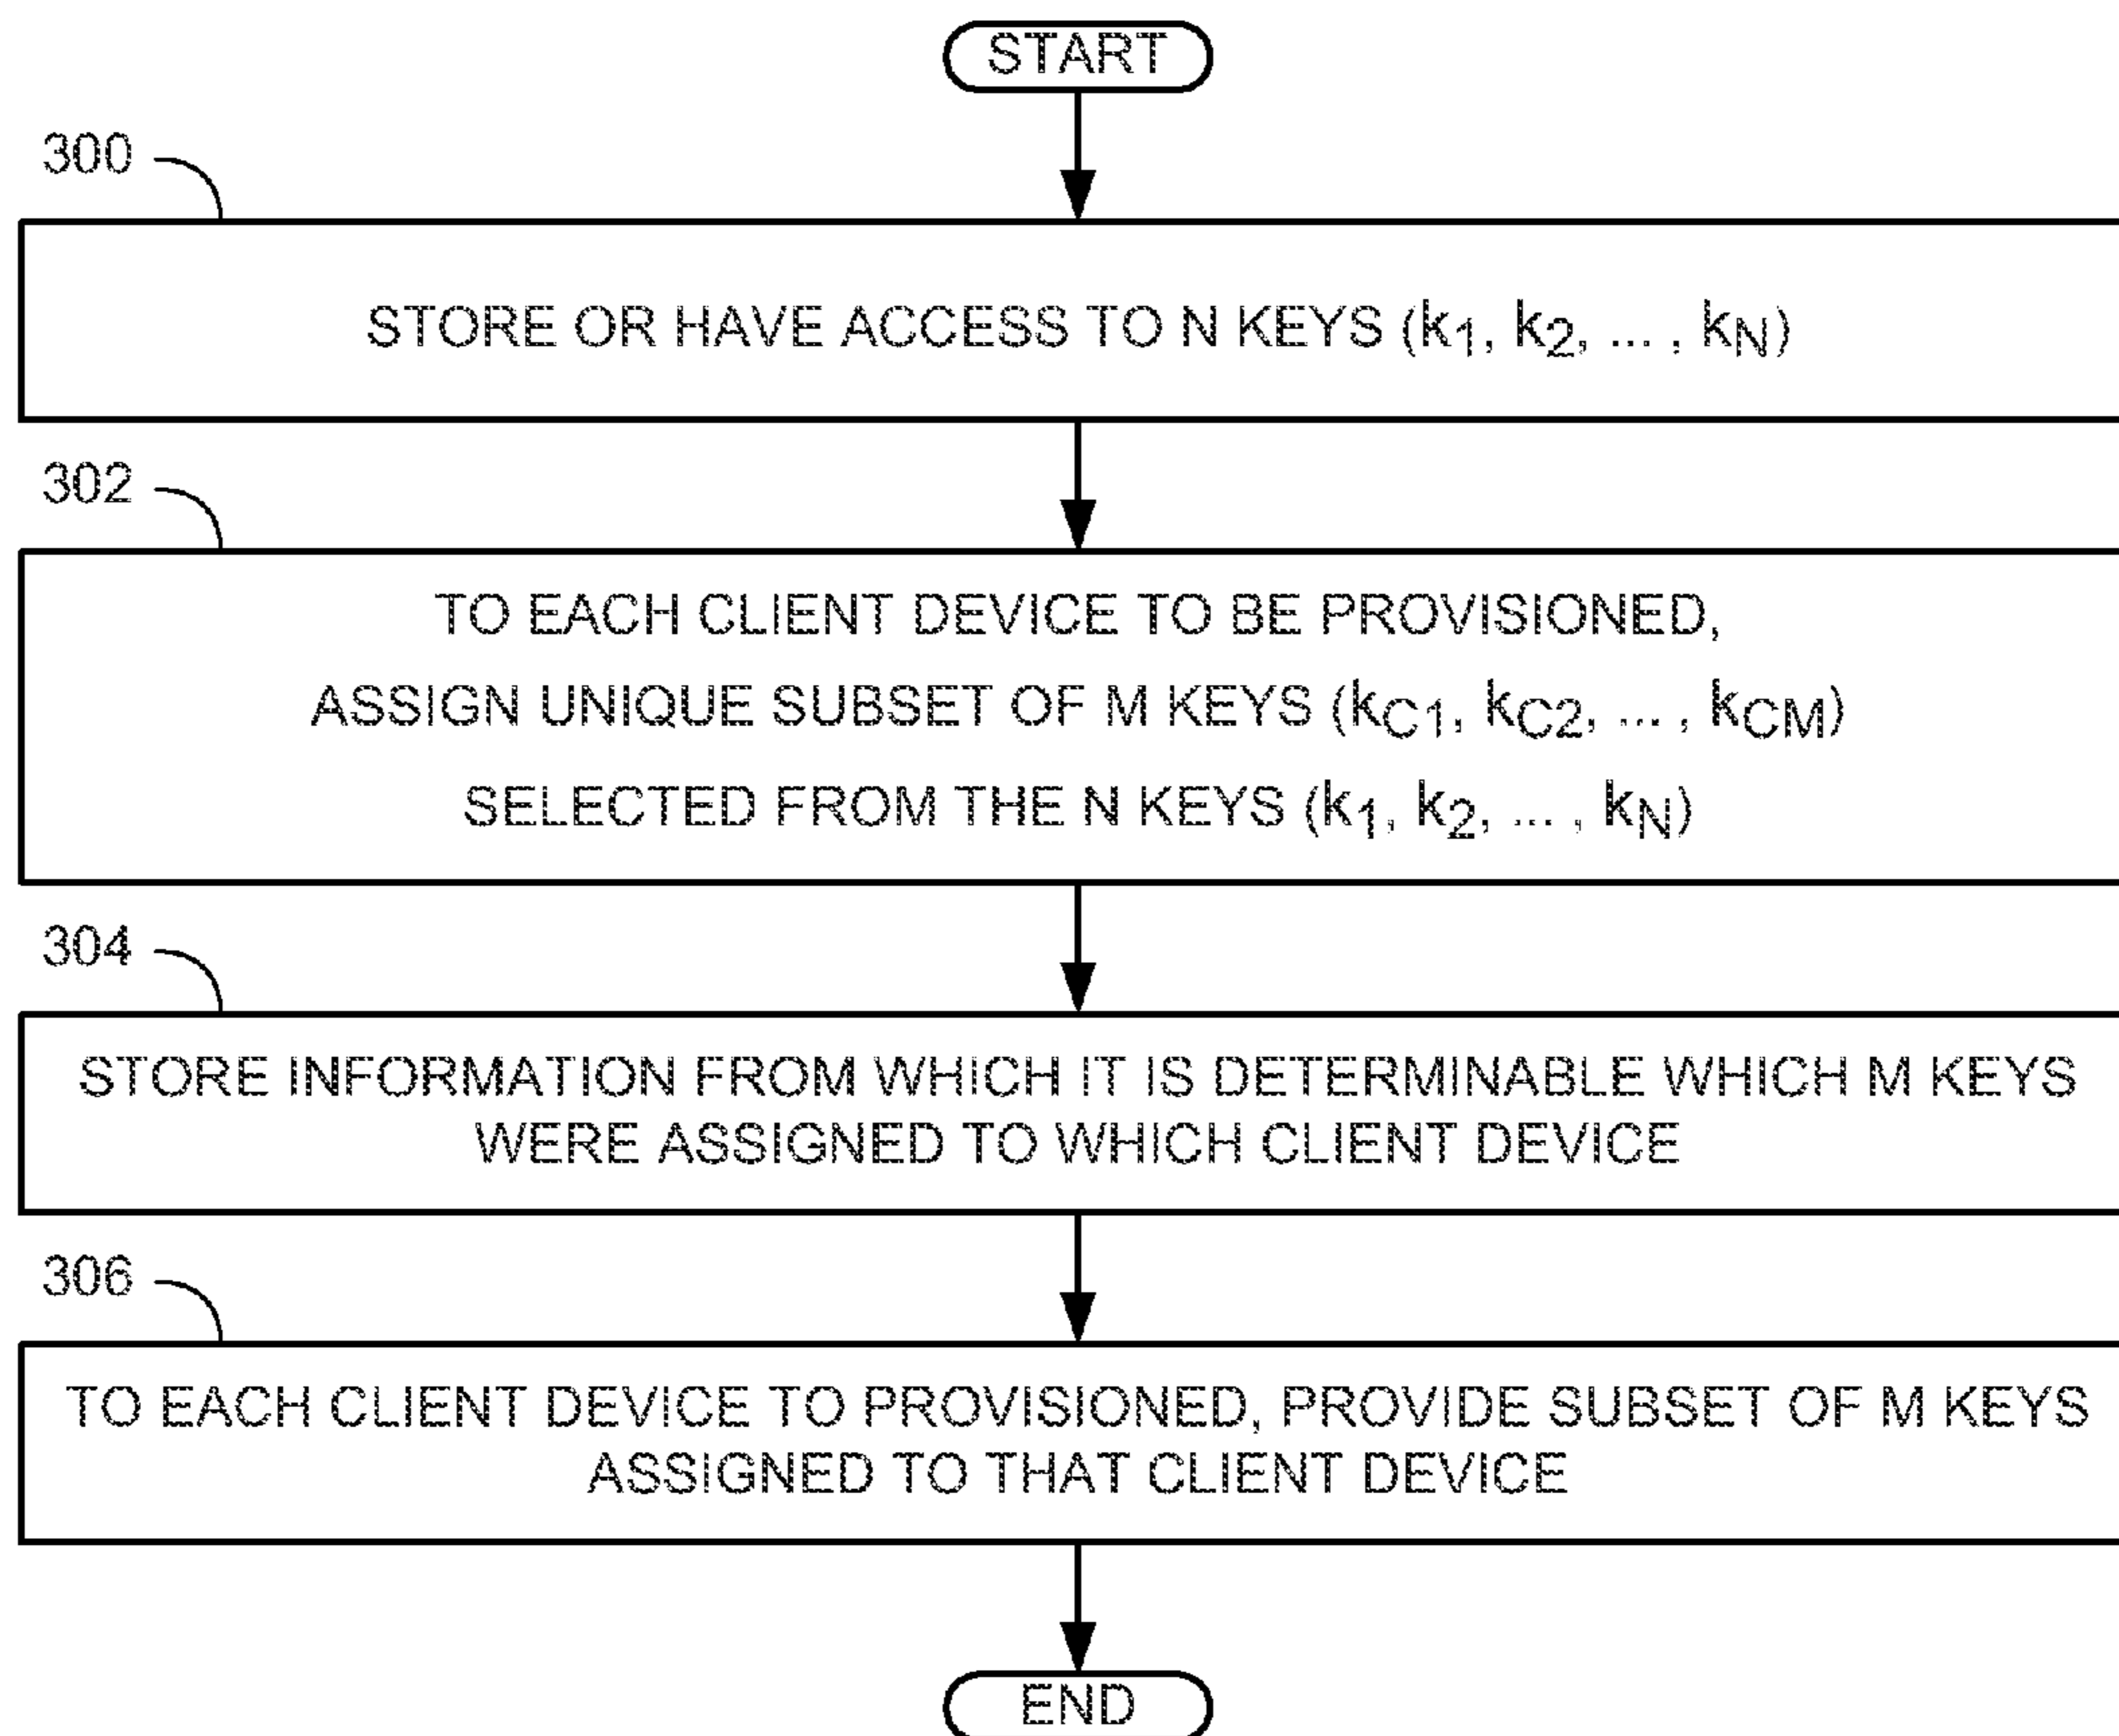 START
300
STORE OR HAVE ACCESS TO N KEYS (k1, k2, ... , kN)
302
TO EACH CLIENT DEVICE TO BE PROVISIONED,
ASSIGN UNIQUE SUBSET OF M KEYS (kC1, kC2, ... , kCM)
SELECTED FROM THE N KEYS (k1, k2, ... , kN)
304
STORE INFORMATION FROM WHICH IT IS DETERMINABLE WHICH M KEYS
WERE ASSIGNED TO WHICH CLIENT DEVICE
306
TO EACH CLIENT DEVICE TO PROVISIONED, PROVIDE SUBSET OF M KEYS
ASSIGNED TO THAT CLIENT DEVICE
END